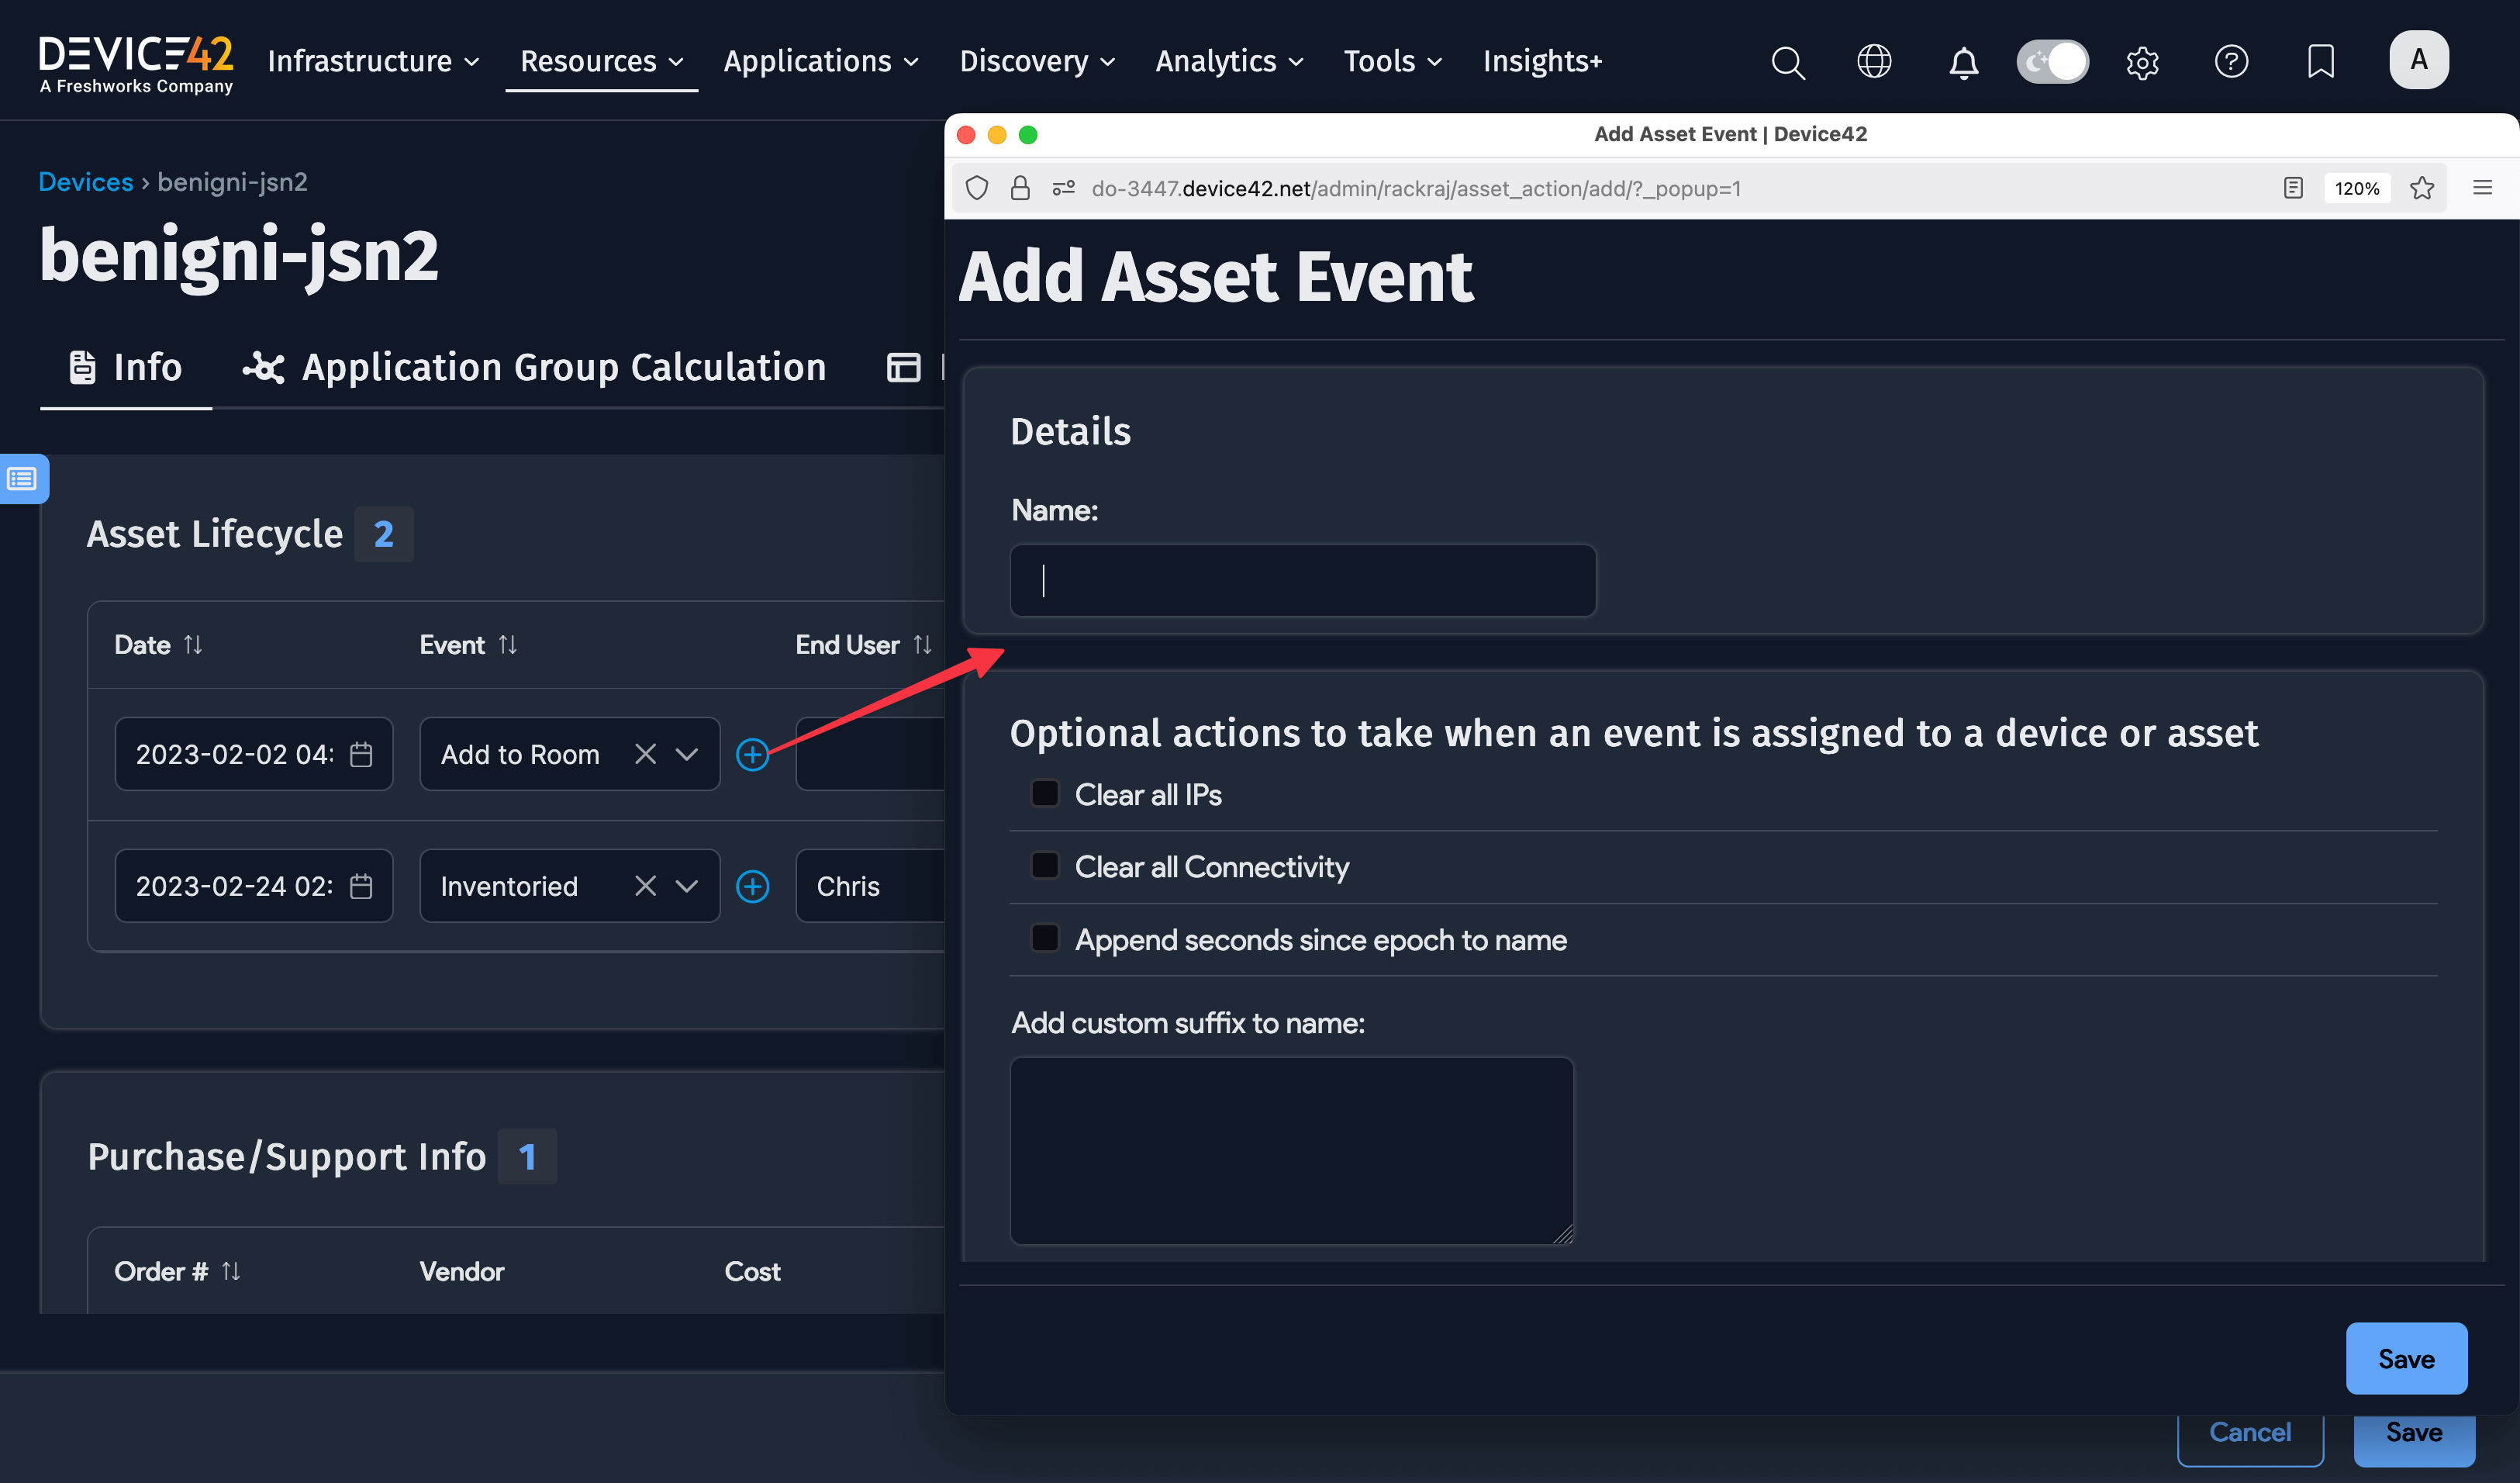 DEVICE42
A Freshworks Company
Infrastructure
Resources
Applications
Discovery
Analytics
Tools
Insights+
A
Devices › benigni-jsn2
benigni-jsn2
Info
Application Group Calculation
Asset Lifecycle 2
Date
Event
End User
2023-02-02 04:
Add to Room
2023-02-24 02:
Inventoried
Chris
Purchase/Support Info 1
Order #
Vendor
Cost
Cancel
Save
Add Asset Event | Device42
do-3447.device42.net/admin/rackraj/asset_action/add/?_popup=1
120%
Add Asset Event
Details
Name:
Optional actions to take when an event is assigned to a device or asset
Clear all IPs
Clear all Connectivity
Append seconds since epoch to name
Add custom suffix to name:
Save